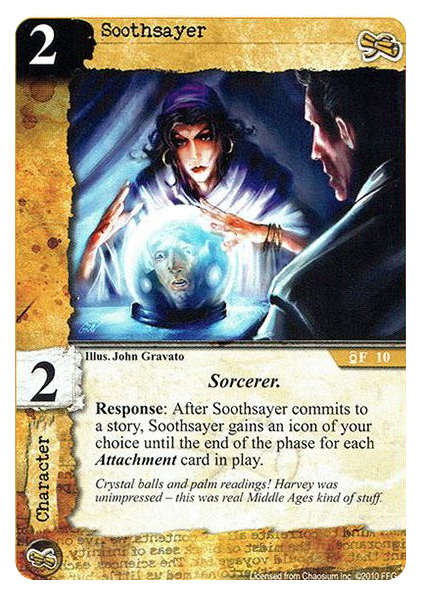 2
Soothsayer
Illus. John Gravato
F 10
2
Sorcerer.
Response: After Soothsayer commits to
a story, Soothsayer gains an icon of your
choice until the end of the phase for each
Attachment card in play.
Crystal balls and palm readings! Harvey was
unimpressed – this was real Middle Ages kind of stuff.
Character
Licensed from Chaosium Inc. ©2010 FFG